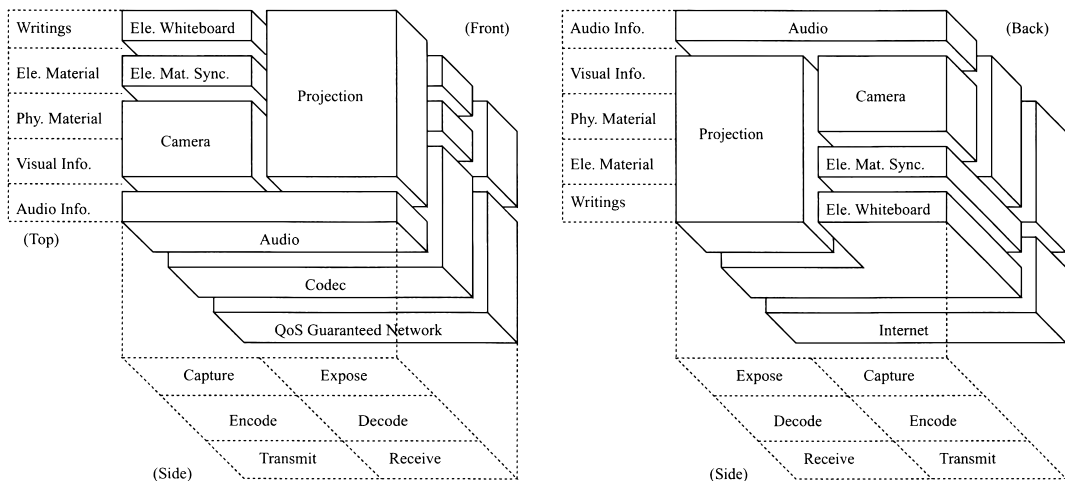 Writings
Ele. Whiteboard
(Front)
Ele. Material
Ele. Mat. Sync.
Projection
Phy. Material
Camera
Visual Info.
Audio Info.
(Top)
Audio
Codec
QoS Guaranteed Network
Capture
Expose
Encode
Decode
Transmit
Receive
(Side)
Audio Info.
Audio
(Back)
Visual Info.
Camera
Phy. Material
Projection
Ele. Material
Ele. Mat. Sync.
Writings
Ele. Whiteboard
Internet
Expose
Capture
Decode
Encode
Receive
Transmit
(Side)